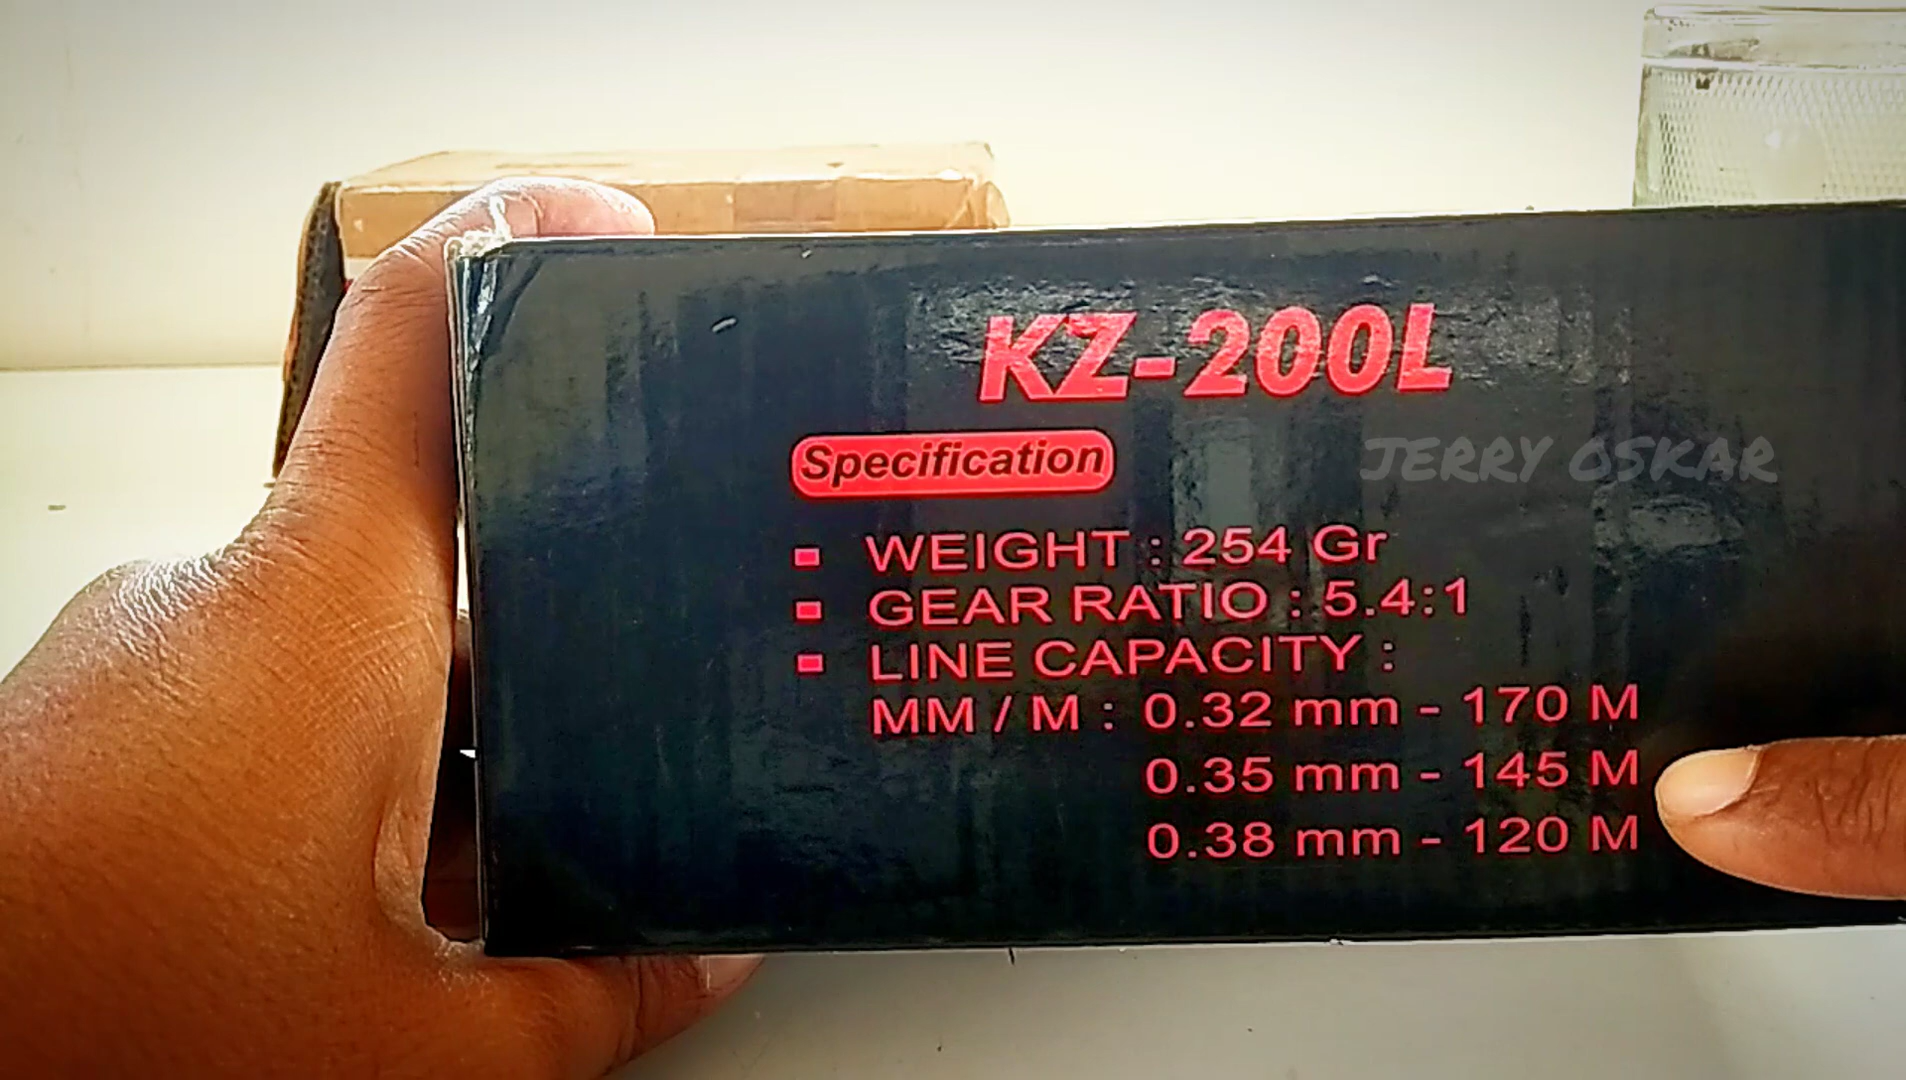 KZ-200L
Specification
JERRY OSKAR
WEIGHT : 254 Gr
GEAR RATIO : 5.4:1
LINE CAPACITY :
MM / M : 0.32 mm - 170 M
0.35 mm - 145 M
0.38 mm - 120 M